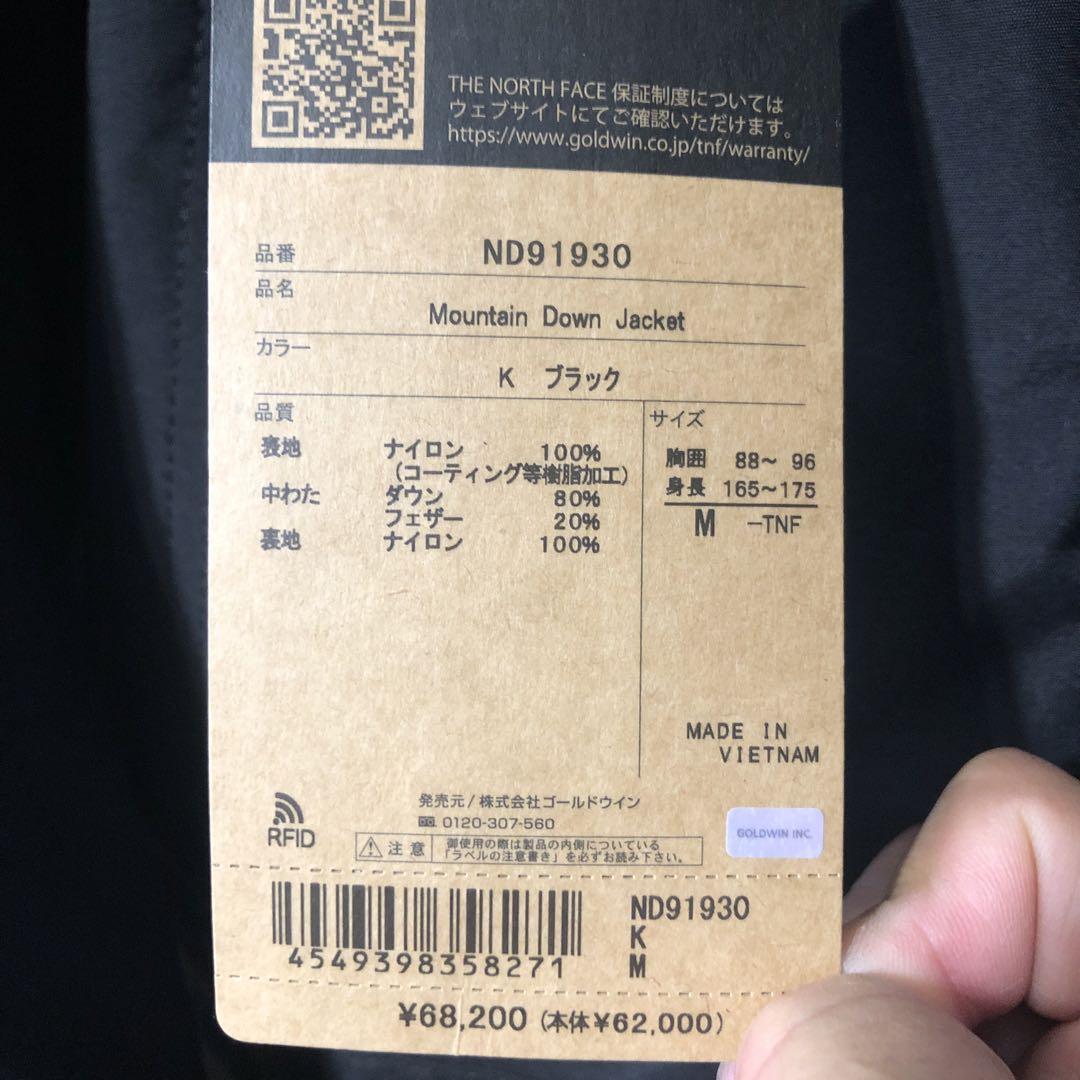 THE NORTH FACE 保証制度については
ウェブサイトにてご確認いただけます。
https://www.goldwin.co.jp/tnf/warranty/
品番 ND91930
品名
Mountain Down Jacket
カラー
K ブラック
品質
表地 ナイロン 100%
(コーティング等樹脂加工)
中わた ダウン 80%
フェザー 20%
裏地 ナイロン 100%
サイズ
胸囲 88～ 96
身長 165～175
M -TNF
MADE IN
VIETNAM
RFID
発売元/株式会社ゴールドウイン
0120-307-560
注意 御使用の際は製品の内側についている
「ラベルの注意書き」を必ずお読み下さい。
GOLDWIN INC.
4549398358271
ND91930
K
M
¥68,200 (本体¥62,000)